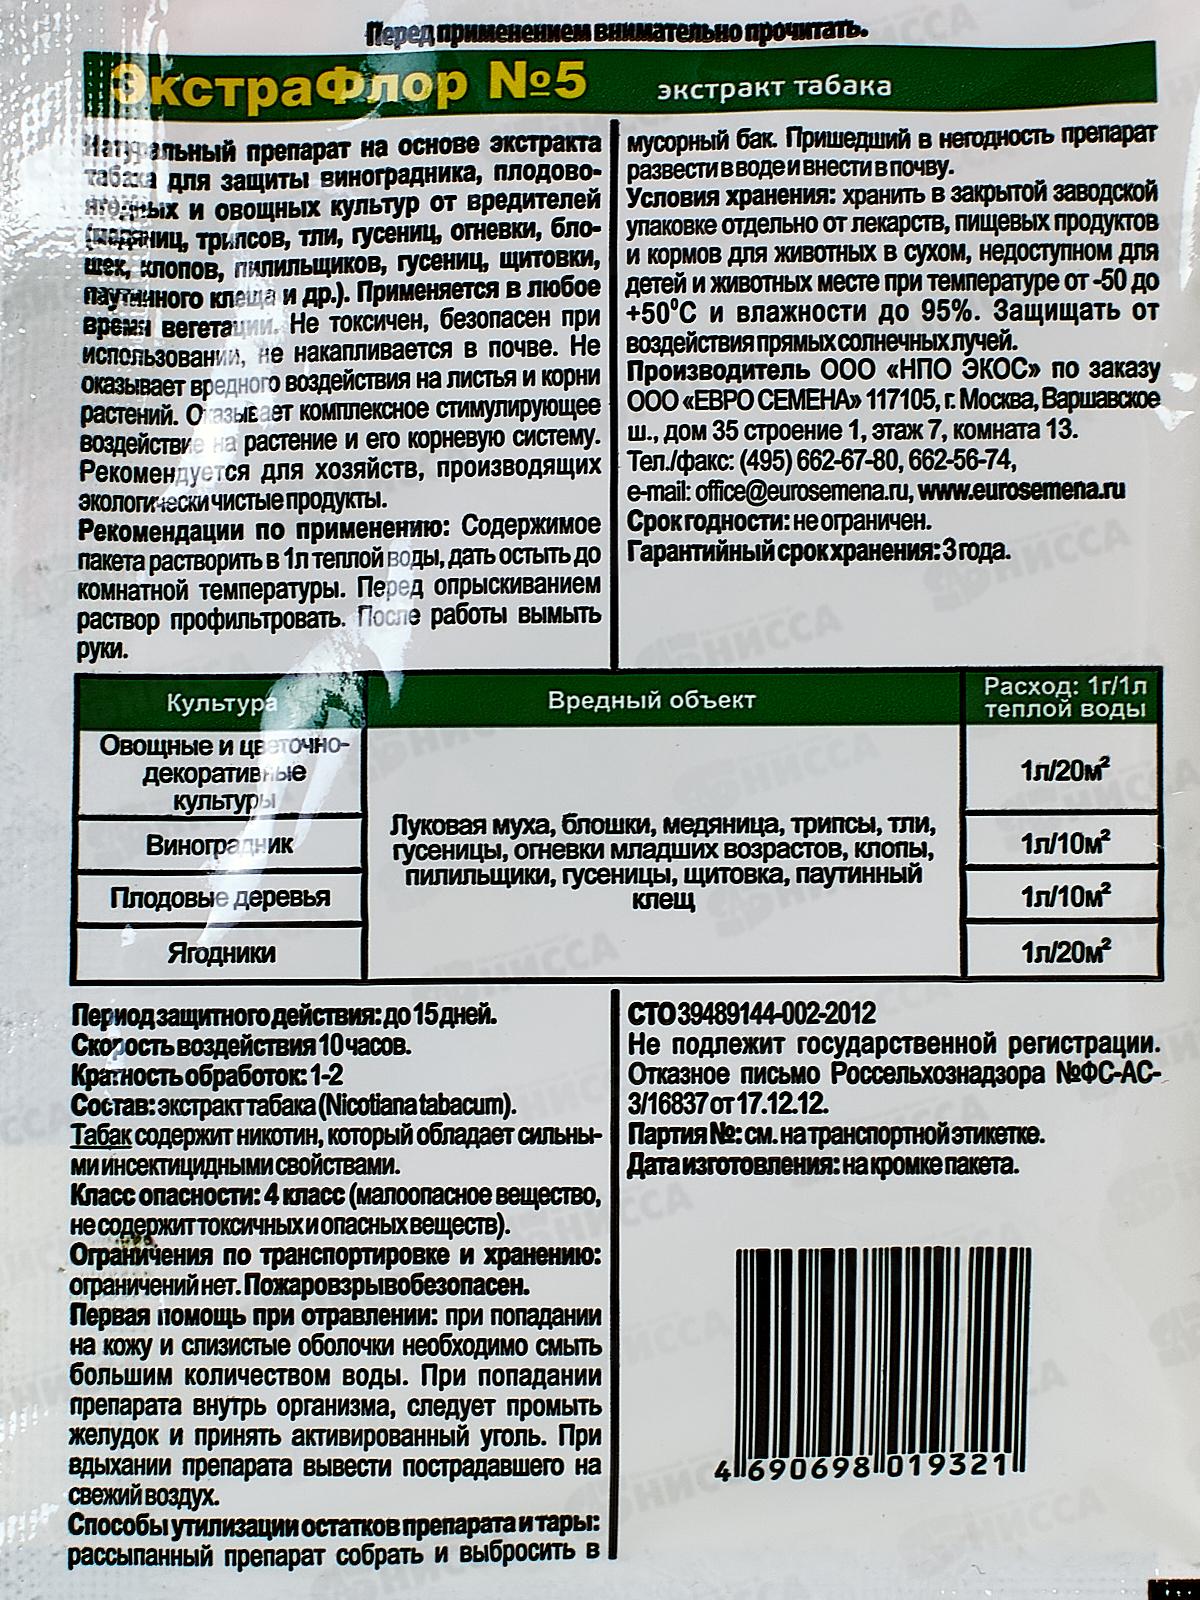 Перед применением внимательно прочитать.
ЭкстраФлор №5 экстракт табака
Натуральный препарат на основе экстракта
табака для защиты виноградника, плодово-
ягодных и овощных культур от вредителей
(медяниц, трипсов, тли, гусениц, огневки, бло-
шек, клопов, пилильщиков, гусениц, щитовки,
паутинного клеща и др.). Применяется в любое
время вегетации. Не токсичен, безопасен при
использовании, не накапливается в почве. Не
оказывает вредного воздействия на листья и корни
растений. Оказывает комплексное стимулирующее
воздействие на растение и его корневую систему.
Рекомендуется для хозяйств, производящих
экологически чистые продукты.
Рекомендации по применению: Содержимое
пакета растворить в 1л теплой воды, дать остыть до
комнатной температуры. Перед опрыскиванием
раствор профильтровать. После работы вымыть
руки.
мусорный бак. Пришедший в негодность препарат
развести в воде и внести в почву.
Условия хранения: хранить в закрытой заводской
упаковке отдельно от лекарств, пищевых продуктов
и кормов для животных в сухом, недоступном для
детей и животных месте при температуре от -50 до
+50⁰С и влажности до 95%. Защищать от
воздействия прямых солнечных лучей.
Производитель ООО «НПО ЭКОС» по заказу
ООО «ЕВРО СЕМЕНА» 117105, г. Москва, Варшавское
ш., дом 35 строение 1, этаж 7, комната 13.
Тел./факс: (495) 662-67-80, 662-56-74,
e-mail: office@eurosemena.ru, www.eurosemena.ru
Срок годности: не ограничен.
Гарантийный срок хранения: 3 года.
Культура
Вредный объект
Расход: 1г/1л
теплой воды
Овощные и цветочно-
декоративные
культуры
1л/20м²
Виноградник
1л/10м²
Плодовые деревья
1л/10м²
Ягодники
1л/20м²
Луковая муха, блошки, медяница, трипсы, тли,
гусеницы, огневки младших возрастов, клопы,
пилильщики, гусеницы, щитовка, паутинный
клещ
Период защитного действия: до 15 дней.
Скорость воздействия 10 часов.
Кратность обработок: 1-2
Состав: экстракт табака (Nicotiana tabacum).
Табак содержит никотин, который обладает сильны-
ми инсектицидными свойствами.
Класс опасности: 4 класс (малоопасное вещество,
не содержит токсичных и опасных веществ).
Ограничения по транспортировке и хранению:
ограничений нет. Пожаровзрывобезопасен.
Первая помощь при отравлении: при попадании
на кожу и слизистые оболочки необходимо смыть
большим количеством воды. При попадании
препарата внутрь организма, следует промыть
желудок и принять активированный уголь. При
вдыхании препарата вывести пострадавшего на
свежий воздух.
Способы утилизации остатков препарата и тары:
рассыпанный препарат собрать и выбросить в
СТО 39489144-002-2012
Не подлежит государственной регистрации.
Отказное письмо Россельхознадзора №ФС-АС-
3/16837 от 17.12.12.
Партия №: см. на транспортной этикетке.
Дата изготовления: на кромке пакета.
4 690698 019321